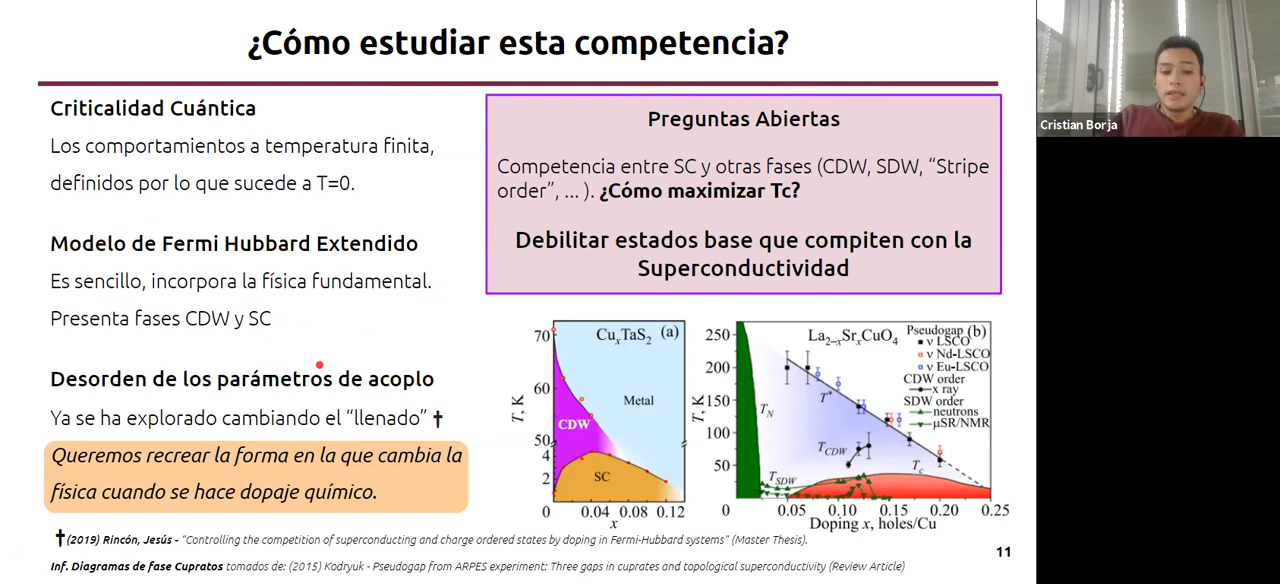 ¿Cómo estudiar esta competencia?
Criticalidad Cuántica
Los comportamientos a temperatura finita,
definidos por lo que sucede a T=0.
Modelo de Fermi Hubbard Extendido
Es sencillo, incorpora la física fundamental.
Presenta fases CDW y SC
Desorden de los parámetros de acoplo
Ya se ha explorado cambiando el “llenado” ✝
Queremos recrear la forma en la que cambia la
física cuando se hace dopaje químico.
Preguntas Abiertas
Competencia entre SC y otras fases (CDW, SDW, “Stripe
order”, ... ). ¿Cómo maximizar Tc?
Debilitar estados base que compiten con la
Superconductividad
CuxTaS2 (a)
70
60
50
4
2
T, K
Metal
CDW
SC
0 0.04 0.08 0.12
x
La2-xSrxCuO4
Pseudogap (b)
ν LSCO
ν Nd-LSCO
ν Eu-LSCO
CDW order
x ray
SDW order
neutrons
μSR/NMR
250
200
150
100
50
T, K
TN
T*
TCDW
TSDW
Tc
0 0.05 0.10 0.15 0.20 0.25
Doping x, holes/Cu
✝(2019) Rincón, Jesús - “Controlling the competition of superconducting and charge ordered states by doping in Fermi-Hubbard systems” (Master Thesis).
Inf. Diagramas de fase Cupratos tomados de: (2015) Kodryuk - Pseudogap from ARPES experiment: Three gaps in cuprates and topological superconductivity (Review Article)
11
Cristian Borja